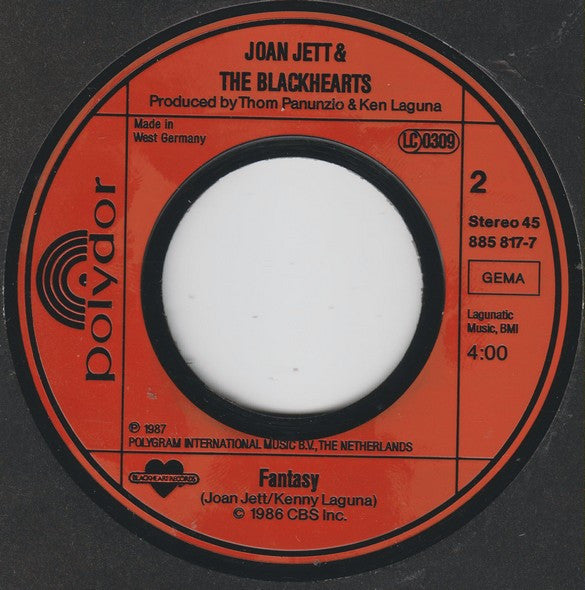 JOAN JETT &
THE BLACKHEARTS
Produced by Thom Panunzio & Ken Laguna
Made in
West Germany
LC 0309
2
Stereo 45
885 817-7
GEMA
Lagunatic
Music, BMI
4:00
polydor
℗ 1987
POLYGRAM INTERNATIONAL MUSIC B.V., THE NETHERLANDS
BLACKHEART RECORDS
Fantasy
(Joan Jett/Kenny Laguna)
© 1986 CBS Inc.